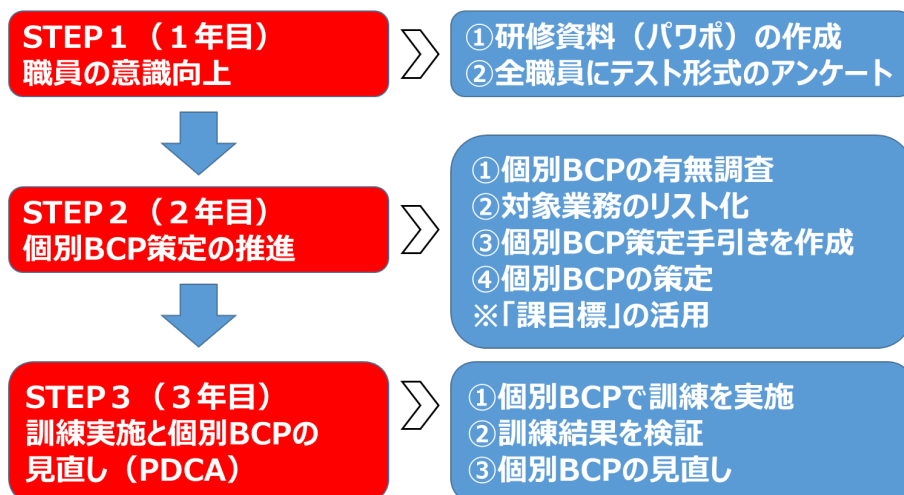 STEP１（１年目）
職員の意識向上
①研修資料（パワポ）の作成
②全職員にテスト形式のアンケート
STEP２（２年目）
個別BCP策定の推進
①個別BCPの有無調査
②対象業務のリスト化
③個別BCP策定手引きを作成
④個別BCPの策定
※「課目標」の活用
STEP３（３年目）
訓練実施と個別BCPの
見直し（PDCA）
①個別BCPで訓練を実施
②訓練結果を検証
③個別BCPの見直し